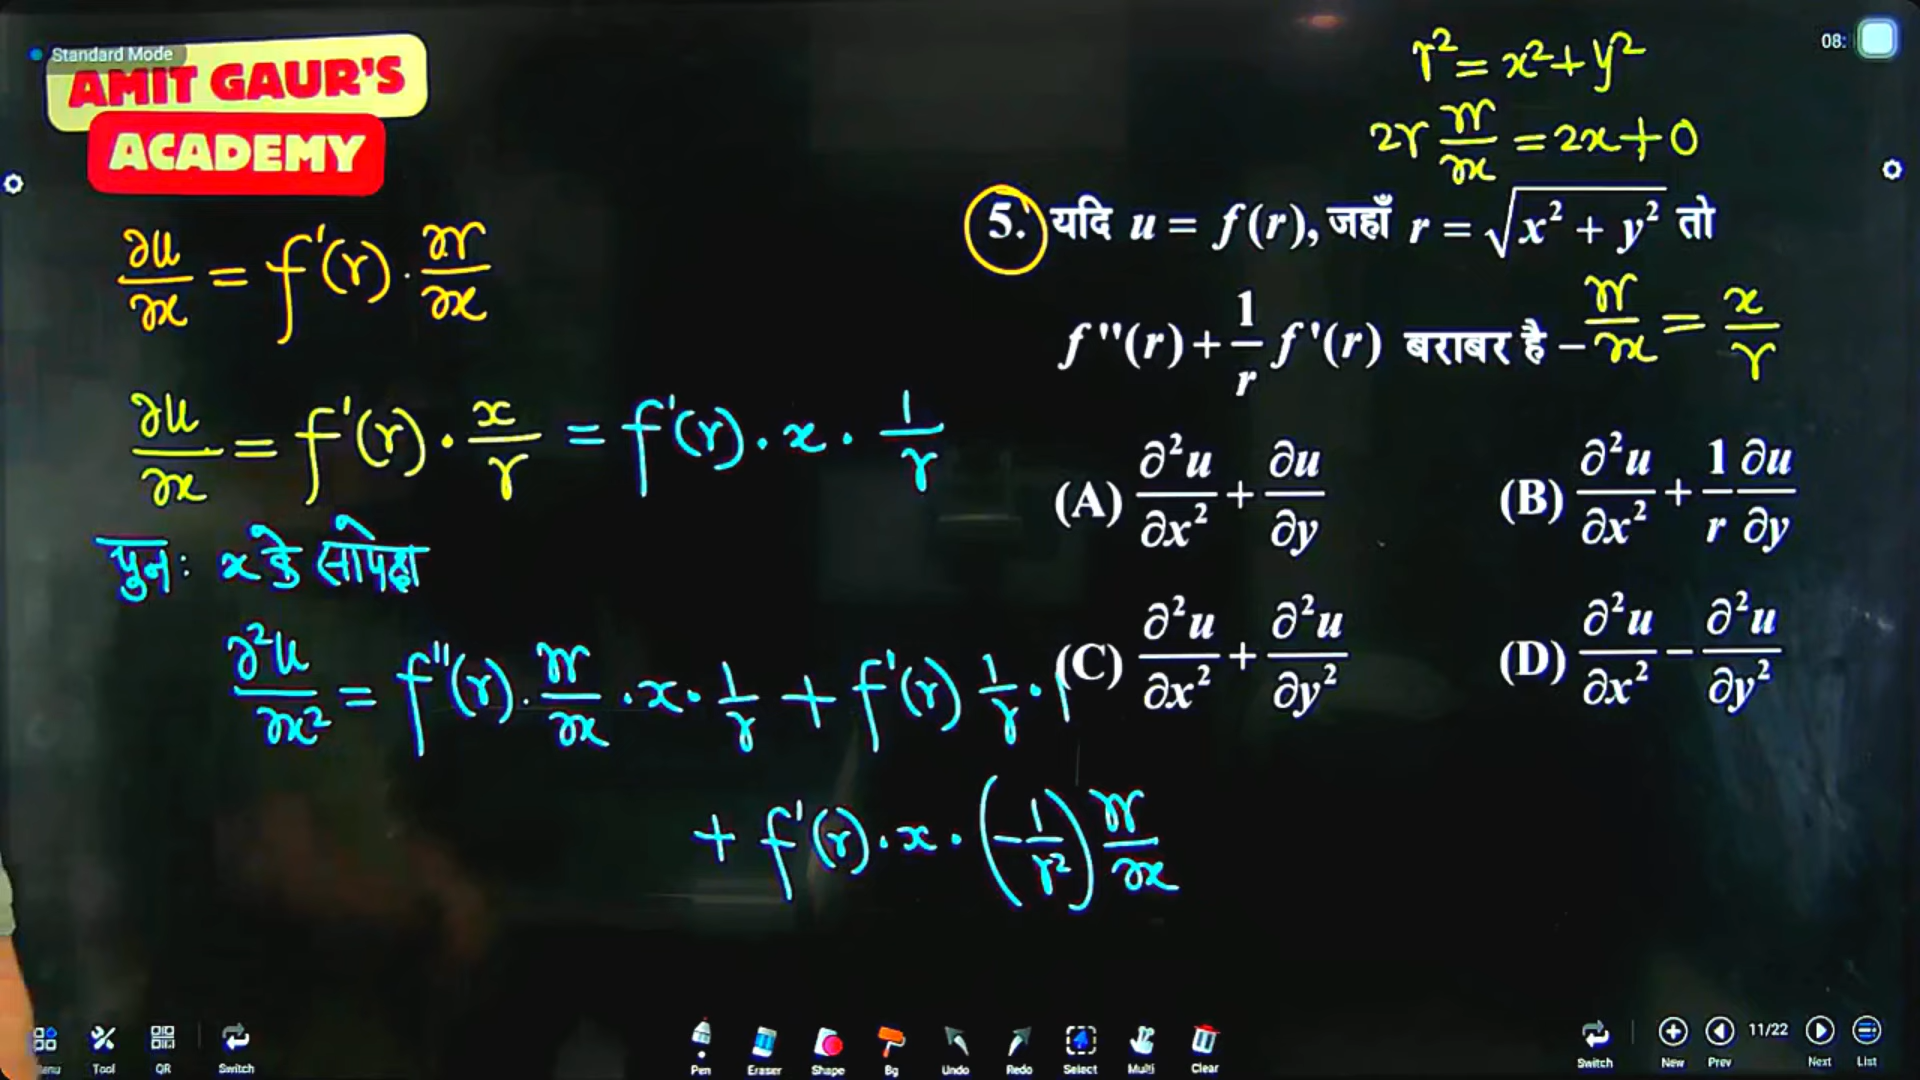 Standard Mode
AMIT GAUR'S
ACADEMY
08:
r² = x² + y²
2r ∂r/∂x = 2x + 0
5. यदि u = f(r), जहाँ r = √(x² + y²) तो
f''(r) + 1/r f'(r) बराबर है –
∂r/∂x = x/r
(A) ∂²u/∂x² + ∂u/∂y
(B) ∂²u/∂x² + 1/r ∂u/∂y
(C) ∂²u/∂x² + ∂²u/∂y²
(D) ∂²u/∂x² − ∂²u/∂y²
∂u/∂x = f'(r) · ∂r/∂x
∂u/∂x = f'(r) · x/r = f'(r) · x · 1/r
पुनः x के सापेक्ष
∂²u/∂x² = f''(r) · ∂r/∂x · x · 1/r + f'(r) 1/r · 1
+ f'(r) · x · (−1/r²) ∂r/∂x
enu Tool QR Switch
Pen Eraser Shape Bg Undo Redo Select Multi Clear
Switch New Prev 11/22 Next List